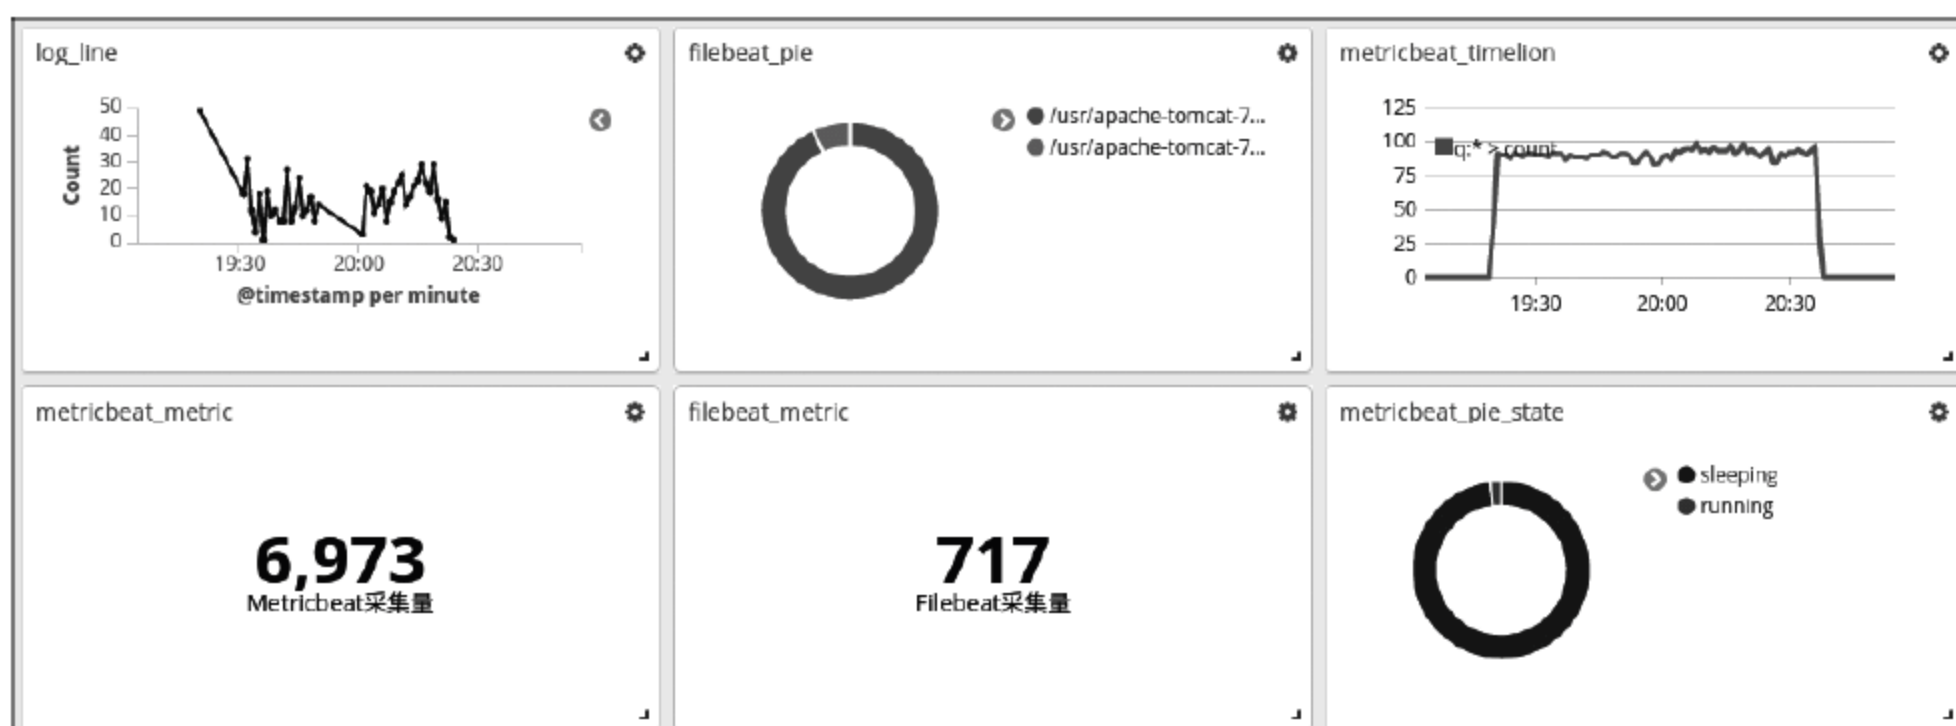 log_line
50
40
30
20
10
0
Count
19:30 20:00 20:30
@timestamp per minute
filebeat_pie
/usr/apache-tomcat-7...
/usr/apache-tomcat-7...
metricbeat_timelion
125
100
75
50
25
0
q:* > count
19:30 20:00 20:30
metricbeat_metric
6,973
Metricbeat采集量
filebeat_metric
717
Filebeat采集量
metricbeat_pie_state
sleeping
running